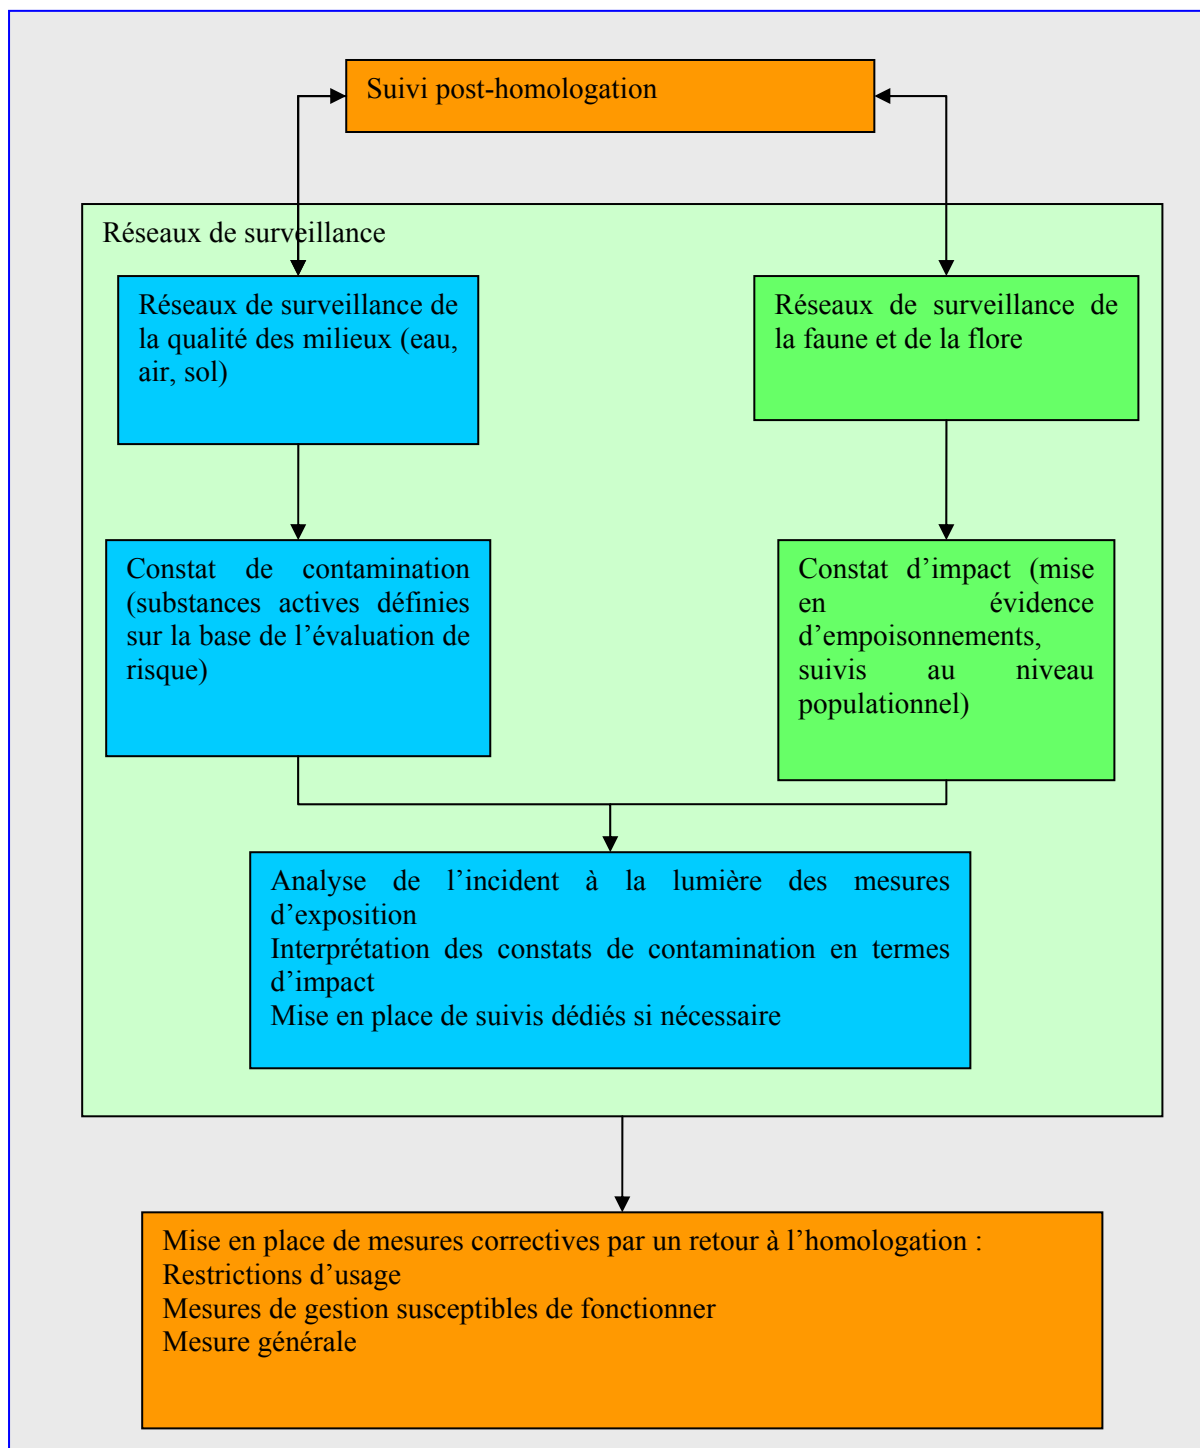 Suivi post-homologation
Réseaux de surveillance
Réseaux de surveillance de
la qualité des milieux (eau,
air, sol)
Réseaux de surveillance de
la faune et de la flore
Constat de contamination
(substances actives définies
sur la base de l’évaluation de
risque)
Constat d’impact (mise
en évidence
d’empoisonnements,
suivis au niveau
populationnel)
Analyse de l’incident à la lumière des mesures
d’exposition
Interprétation des constats de contamination en termes
d’impact
Mise en place de suivis dédiés si nécessaire
Mise en place de mesures correctives par un retour à l’homologation :
Restrictions d’usage
Mesures de gestion susceptibles de fonctionner
Mesure générale